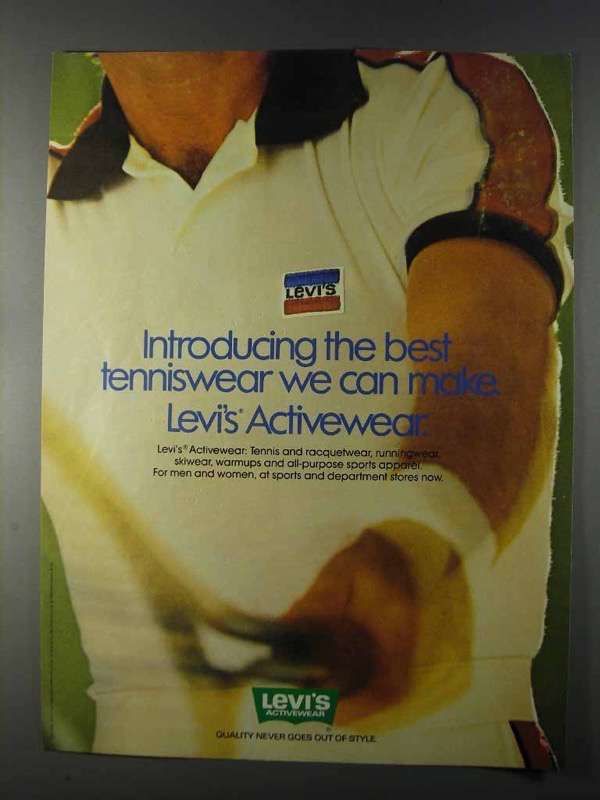 Levi's
Introducing the best
tenniswear we can make.
Levi's® Activewear.
Levi's® Activewear: Tennis and racquetwear, runningwear,
skiwear, warmups and all-purpose sports apparel.
For men and women, at sports and department stores now.
Levi's
ACTIVEWEAR
®
QUALITY NEVER GOES OUT OF STYLE.